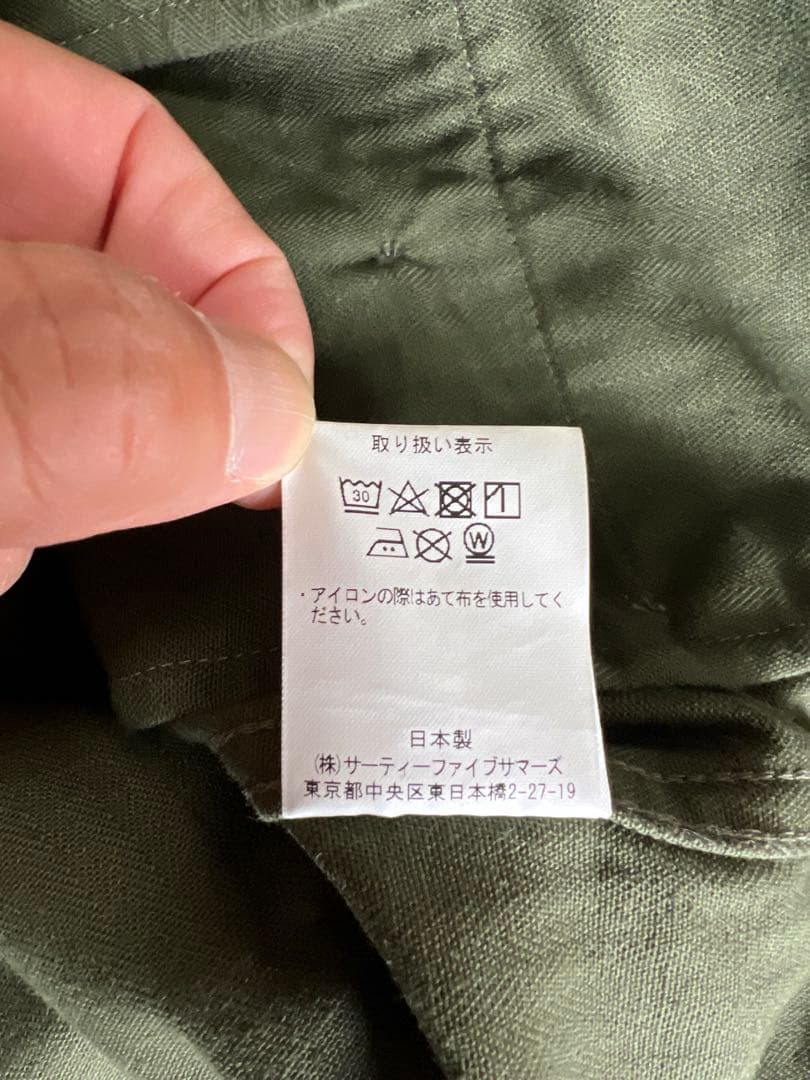 取り扱い表示
30
W
・アイロンの際はあて布を使用してく
ださい。
日本製
(株)サーティーファイブサマーズ
東京都中央区東日本橋2-27-19